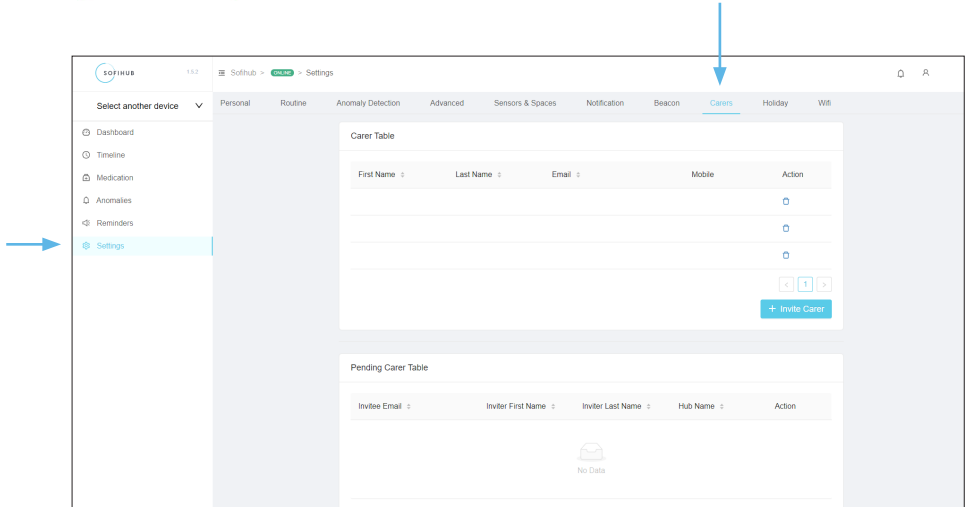 SOFIHUB 1.5.2 Sofihub > ONLINE > Settings
Select another device
Personal Routine Anomaly Detection Advanced Sensors & Spaces Notification Beacon Carers Holiday Wifi
Dashboard
Timeline
Medication
Anomalies
Reminders
Settings
Carer Table
First Name Last Name Email Mobile Action
< 1 >
+ Invite Carer
Pending Carer Table
Invitee Email Inviter First Name Inviter Last Name Hub Name Action
No Data